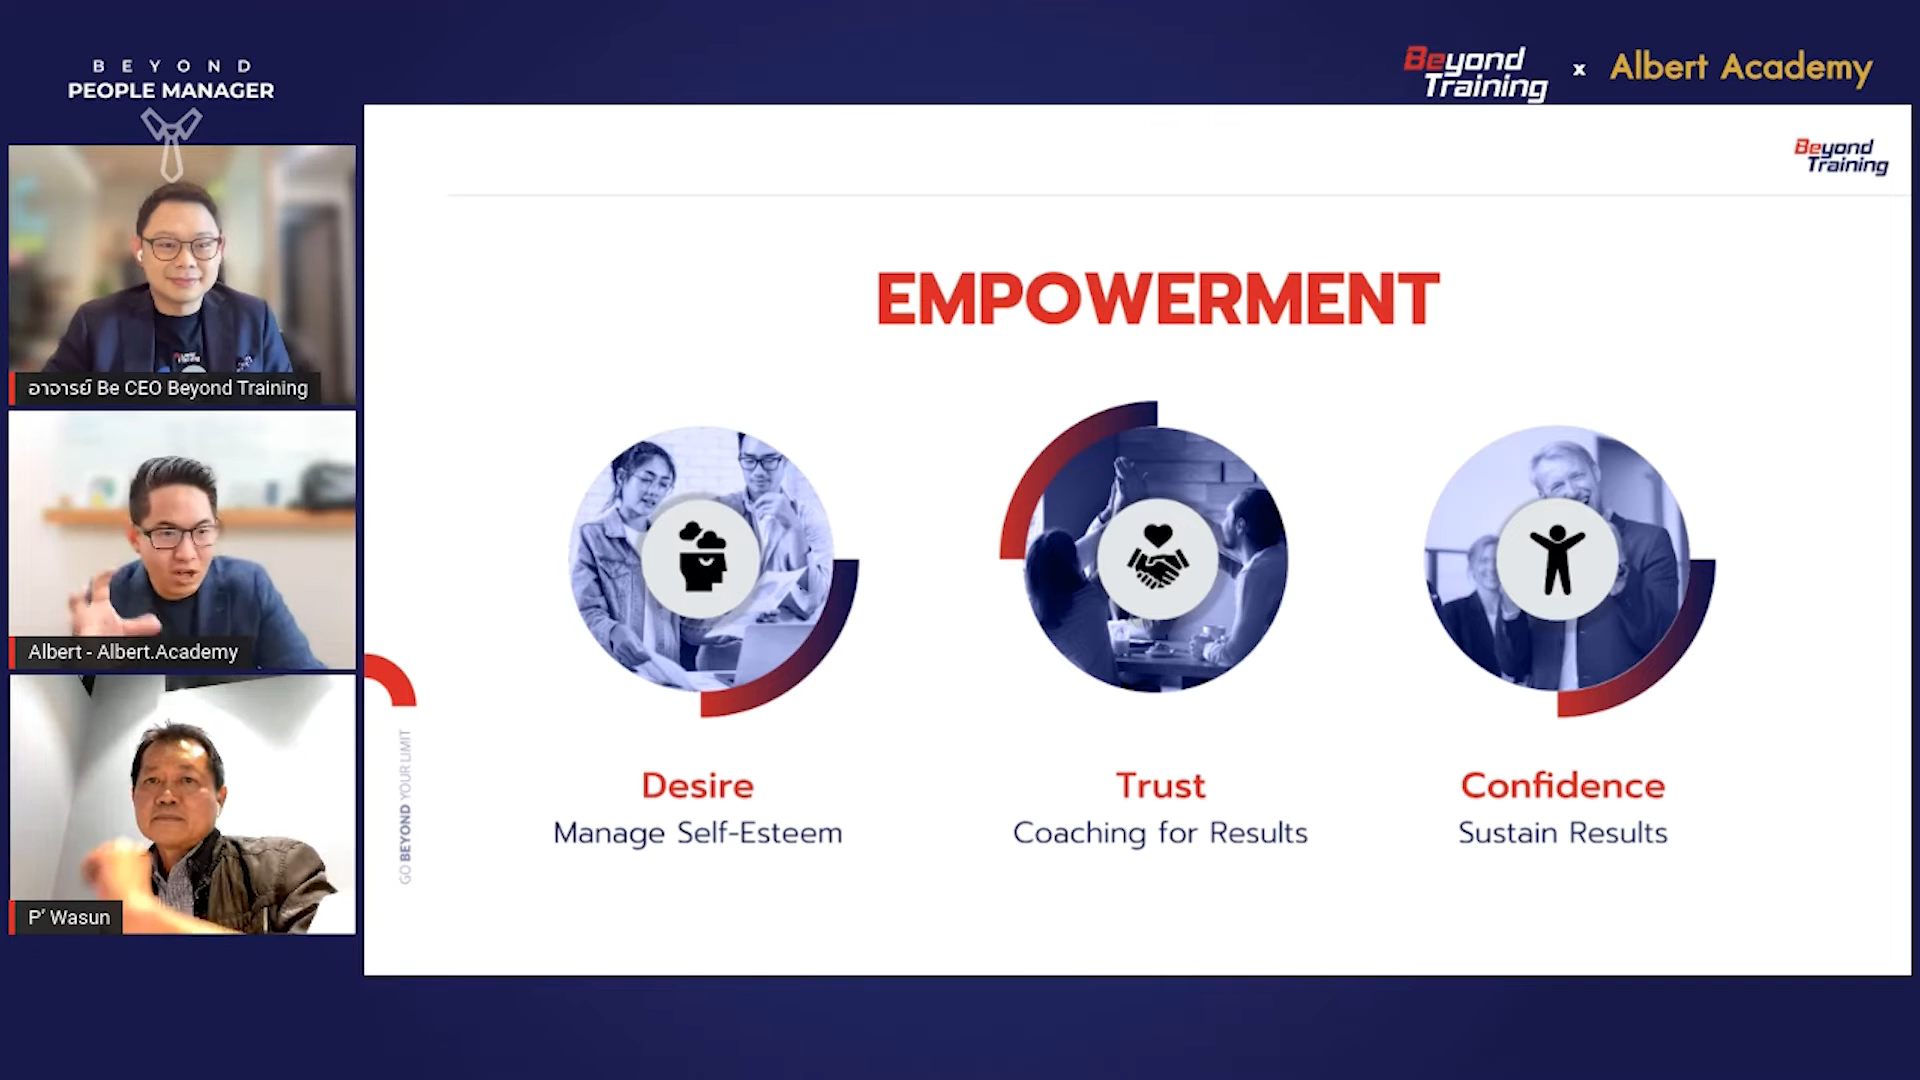 BEYOND
PEOPLE MANAGER
Beyond
Training
x
Albert Academy
อาจารย์ Be CEO Beyond Training
Albert - Albert.Academy
P' Wasun
Beyond
Training
GO BEYOND YOUR LIMIT
EMPOWERMENT
Desire
Manage Self-Esteem
Trust
Coaching for Results
Confidence
Sustain Results